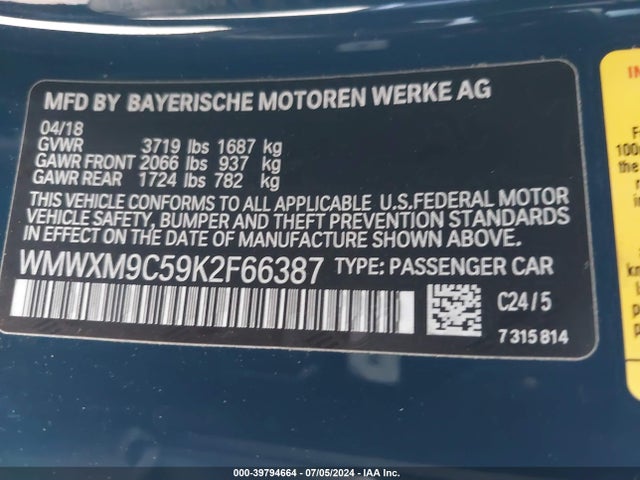 MFD BY BAYERISCHE MOTOREN WERKE AG
04/18
GVWR 3719 lbs 1687 kg
GAWR FRONT 2066 lbs 937 kg
GAWR REAR 1724 lbs 782 kg
THIS VEHICLE CONFORMS TO ALL APPLICABLE U.S.FEDERAL MOTOR
VEHICLE SAFETY, BUMPER AND THEFT PREVENTION STANDARDS
IN EFFECT ON THE DATE OF MANUFACTURE SHOWN ABOVE.
WMWXM9C59K2F66387 TYPE: PASSENGER CAR
C24/5
7 315 814
100
the
000-39794664 / 07/05/2024 / IAA Inc.